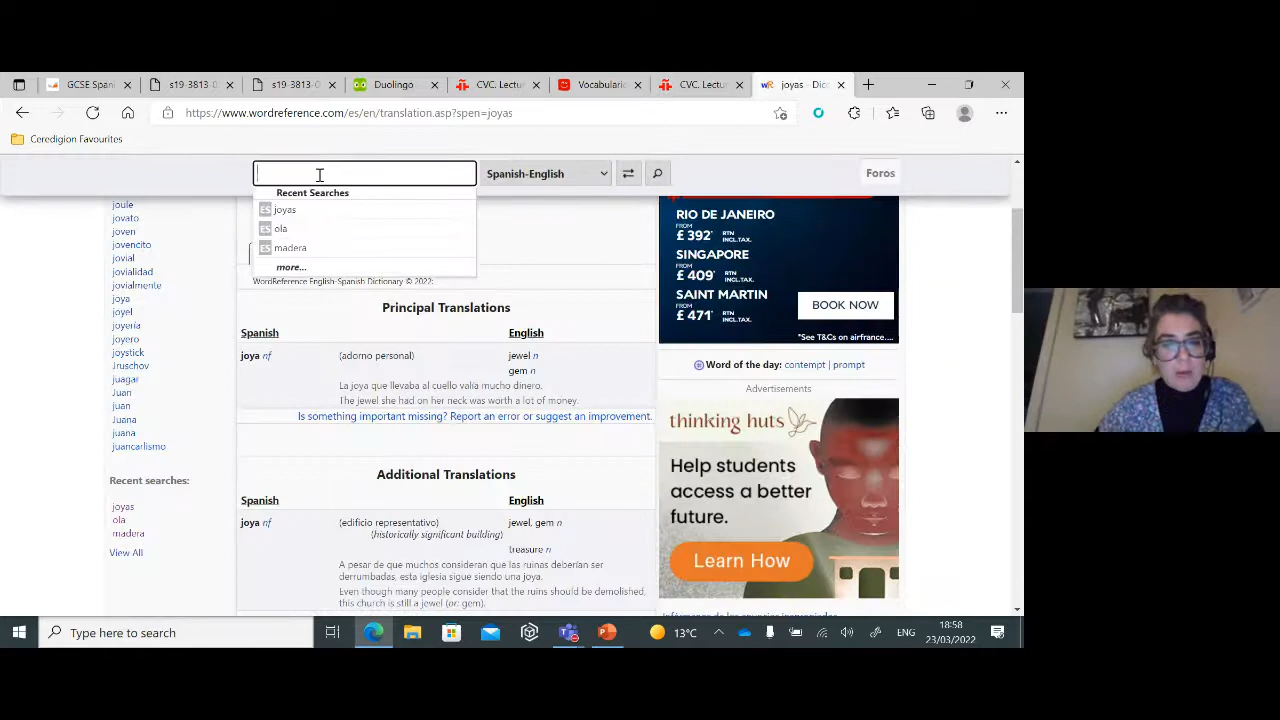 GCSE Spani
s19-3813-0
s19-3813-0
Duolingo
CVC. Lectur
Vocabulario
CVC. Lectur
wR joyas - Dicc
https://www.wordreference.com/es/en/translation.asp?spen=joyas
Ceredigion Favourites
Spanish-English
Foros
Recent Searches
ES joyas
ES ola
ES madera
more...
WordReference English-Spanish Dictionary © 2022:
joule
jovato
joven
jovencito
jovial
jovialidad
jovialmente
joya
joyel
joyería
joyero
joystick
Jruschov
juagar
Juan
juan
Juana
juana
juancarlismo
Recent searches:
joyas
ola
madera
View All
Principal Translations
Spanish English
joya nf (adorno personal) jewel n
gem n
La joya que llevaba al cuello valía mucho dinero.
The jewel she had on her neck was worth a lot of money.
Is something important missing? Report an error or suggest an improvement.
Additional Translations
Spanish English
joya nf (edificio representativo) jewel, gem n
(historically significant building)
treasure n
A pesar de que muchos consideran que las ruinas deberían ser
derrumbadas, esta iglesia sigue siendo una joya.
Even though many people consider that the ruins should be demolished,
this church is still a jewel (or: gem).
RIO DE JANEIRO
FROM £ 392* RTN INCL.TAX.
SINGAPORE
FROM £ 409* RTN INCL.TAX.
SAINT MARTIN
FROM £ 471* RTN INCL.TAX.
BOOK NOW
*See T&Cs on airfrance....
Word of the day: contempt | prompt
Advertisements
thinking huts
Help students
access a better
future.
Learn How
Type here to search
13°C
ENG
18:58
23/03/2022